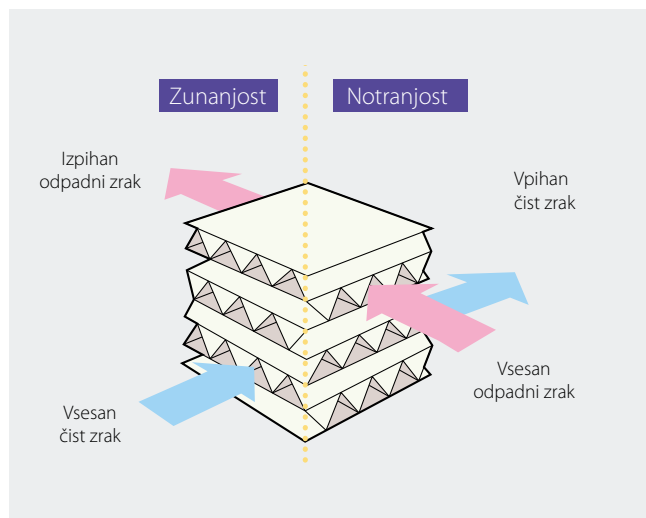 Zunanjost
Notranjost
Izpihan
odpadni zrak
Vpihan
čist zrak
Vsesan
odpadni zrak
Vsesan
čist zrak